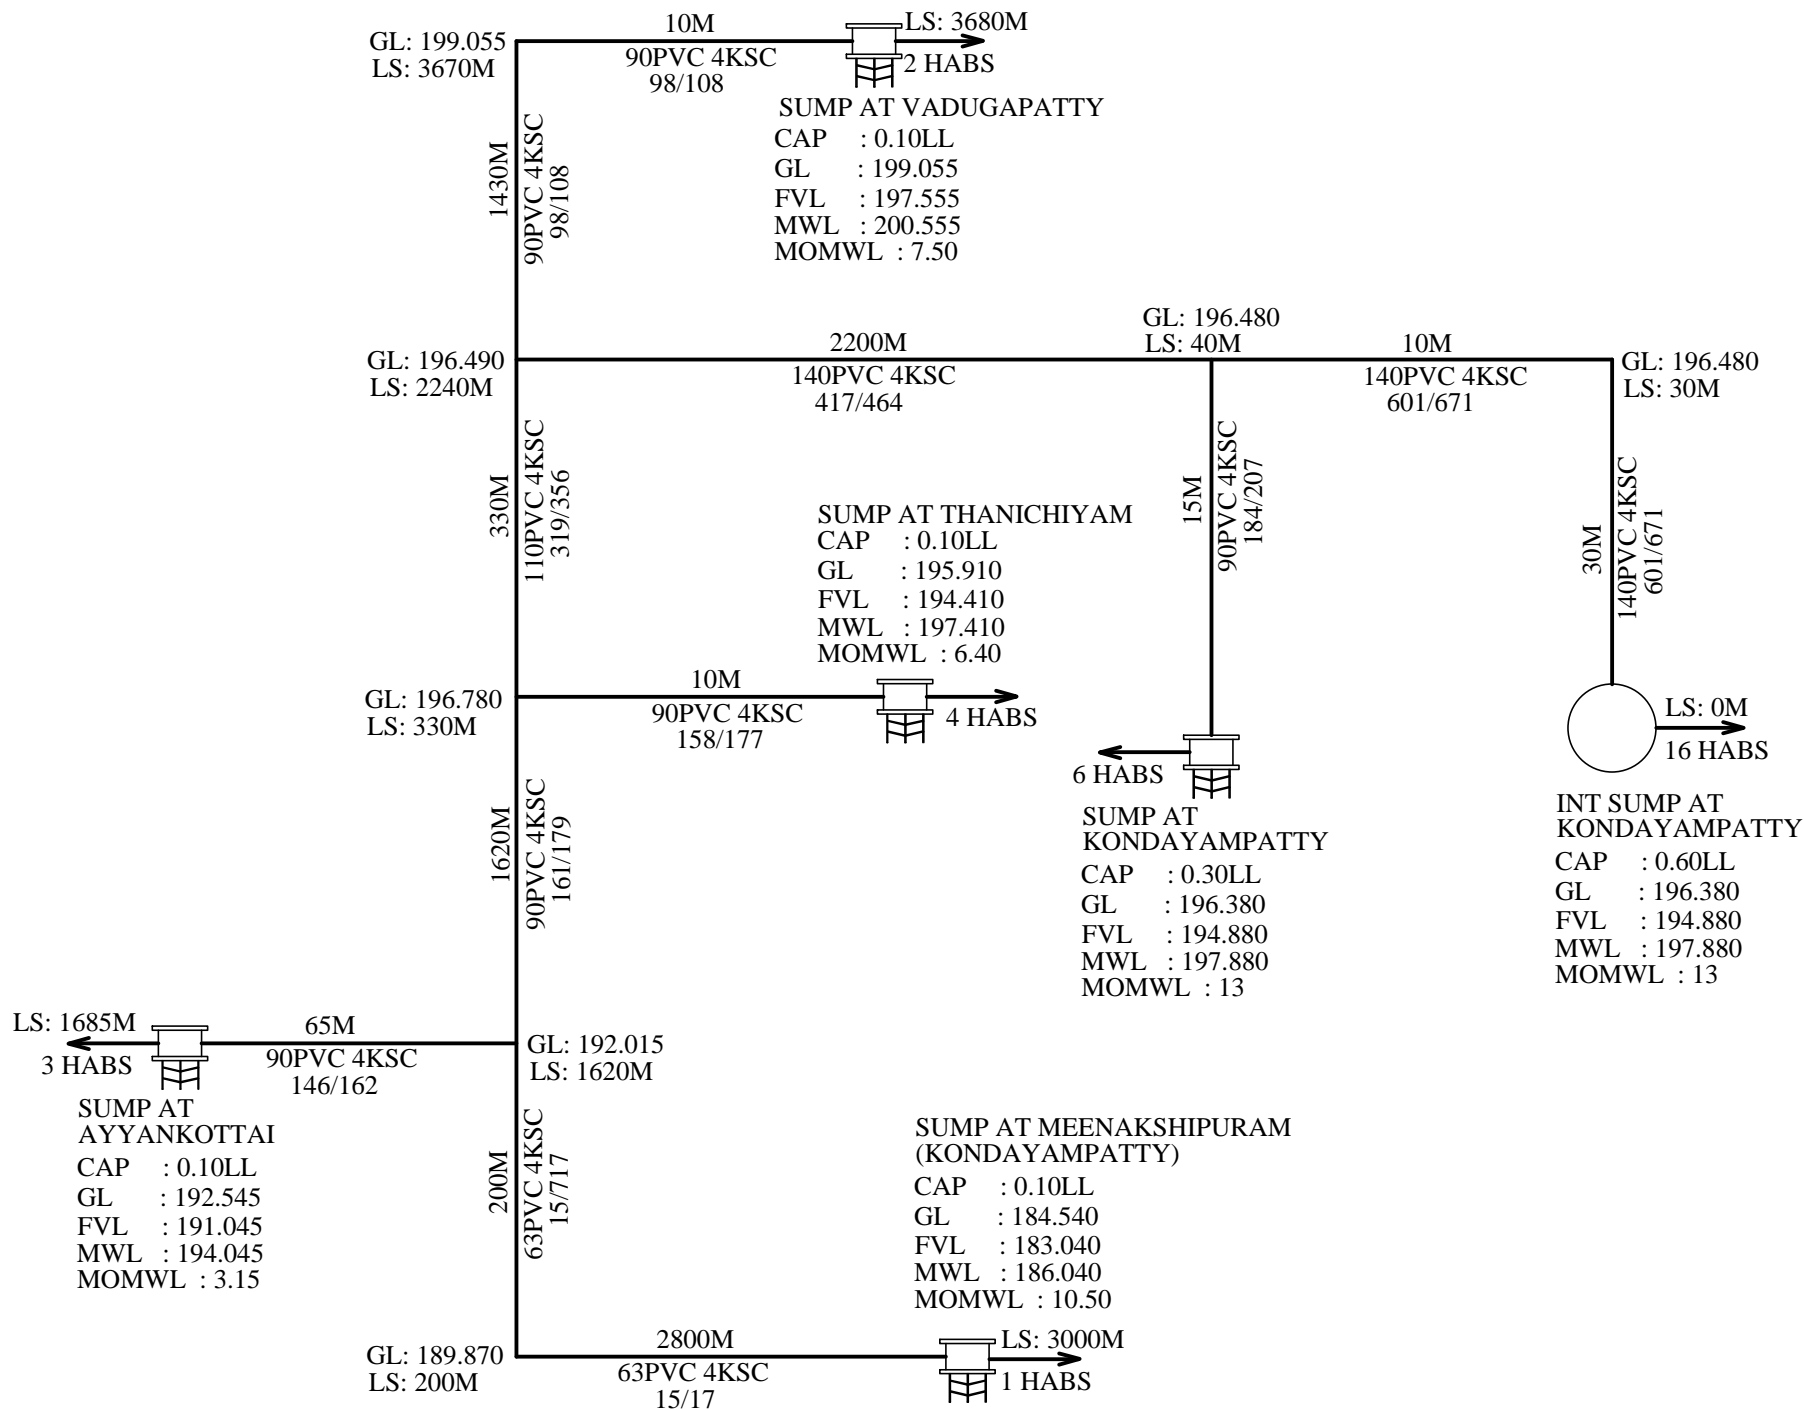 10M
LS: 3680M
GL: 199.055
LS: 3670M
90PVC 4KSC
98/108
2 HABS
SUMP AT VADUGAPATTY
CAP : 0.10LL
GL : 199.055
FVL : 197.555
MWL : 200.555
MOMWL : 7.50
1430M
90PVC 4KSC
98/108
GL: 196.490
LS: 2240M
2200M
140PVC 4KSC
417/464
GL: 196.480
LS: 40M
10M
140PVC 4KSC
601/671
GL: 196.480
LS: 30M
330M
110PVC 4KSC
319/356
15M
90PVC 4KSC
184/207
30M
140PVC 4KSC
601/671
SUMP AT THANICHIYAM
CAP : 0.10LL
GL : 195.910
FVL : 194.410
MWL : 197.410
MOMWL : 6.40
GL: 196.780
LS: 330M
10M
90PVC 4KSC
158/177
4 HABS
6 HABS
LS: 0M
16 HABS
SUMP AT
KONDAYAMPATTY
CAP : 0.30LL
GL : 196.380
FVL : 194.880
MWL : 197.880
MOMWL : 13
INT SUMP AT
KONDAYAMPATTY
CAP : 0.60LL
GL : 196.380
FVL : 194.880
MWL : 197.880
MOMWL : 13
1620M
90PVC 4KSC
161/179
LS: 1685M
3 HABS
65M
90PVC 4KSC
146/162
GL: 192.015
LS: 1620M
SUMP AT
AYYANKOTTAI
CAP : 0.10LL
GL : 192.545
FVL : 191.045
MWL : 194.045
MOMWL : 3.15
200M
63PVC 4KSC
15/717
SUMP AT MEENAKSHIPURAM
(KONDAYAMPATTY)
CAP : 0.10LL
GL : 184.540
FVL : 183.040
MWL : 186.040
MOMWL : 10.50
GL: 189.870
LS: 200M
2800M
63PVC 4KSC
15/17
LS: 3000M
1 HABS